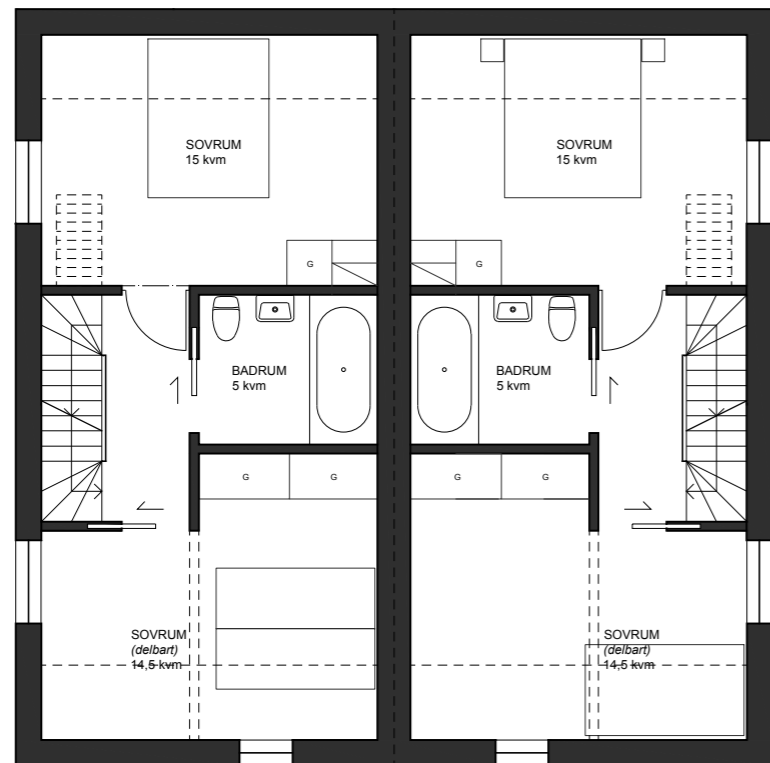 SOVRUM
15 kvm
SOVRUM
15 kvm
G
G
BADRUM
5 kvm
BADRUM
5 kvm
G
G
G
G
SOVRUM
(delbart)
14,5 kvm
SOVRUM
(delbart)
14,5 kvm